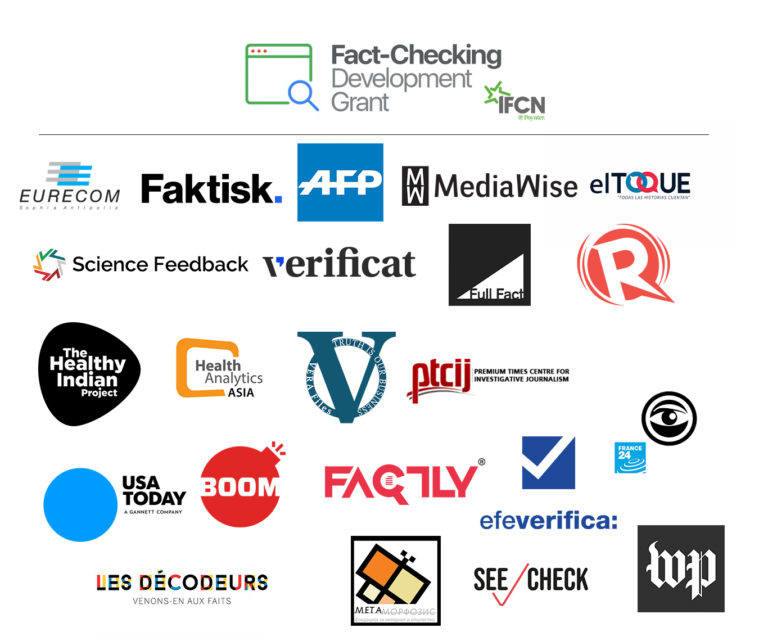 Fact-Checking
Development
Grant
IFCN
@Poynter.
EURECOM
Sophia Antipolis
Faktisk.
AFP
MW
MediaWise
elTOQUE
"TODAS LAS HISTORIAS CUENTAN"
Science Feedback
verificat
Full Fact
R
The
Healthy
Indian
Project
Health
Analytics
ASIA
V
VERA Files
TRUTH IS OUR BUSINESS
ptcij
PREMIUM TIMES CENTRE FOR
INVESTIGATIVE JOURNALISM
FRANCE
24
USA
TODAY
A GANNETT COMPANY
BOOM
FACTLY®
efeverifica:
wp
LES DÉCODEURS
VENONS-EN AUX FAITS
МЕТАМОРФОЗИС
SEE CHECK